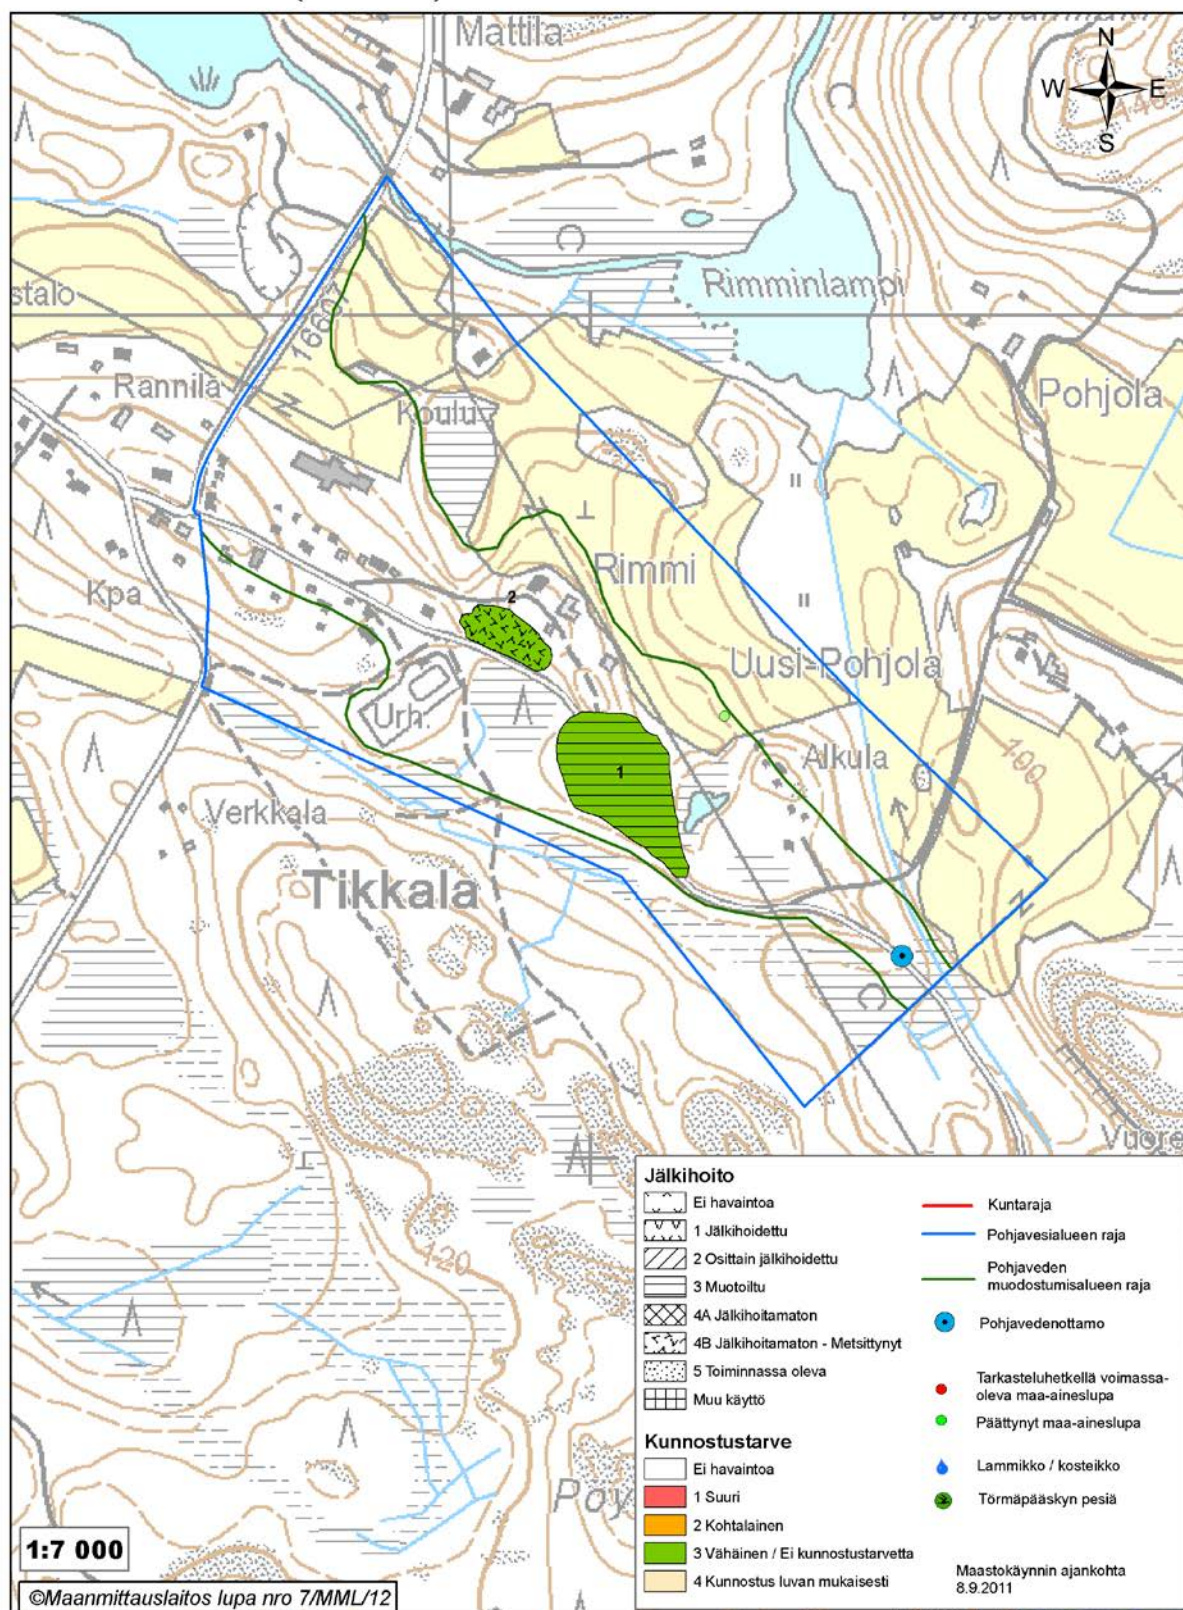 Mattila
N
W E
S
Rimminlampi
stalo
16667
Rannila
Pohjola
Koulu
Rimmi
Kpa
2
Uusi-Pohjola
Urh.
1
Alkula
100
Verkkala
Tikkala
Vuore
120
Jälkihoito
Ei havaintoa
1 Jälkihoidettu
2 Osittain jälkihoidettu
3 Muotoiltu
4A Jälkihoitamaton
4B Jälkihoitamaton - Metsittynyt
5 Toiminnassa oleva
Muu käyttö
Kunnostustarve
Ei havaintoa
1 Suuri
2 Kohtalainen
3 Vähäinen / Ei kunnostustarvetta
4 Kunnostus luvan mukaisesti
Kuntaraja
Pohjavesialueen raja
Pohjaveden
muodostumisalueen raja
Pohjavedenottamo
Tarkasteluhetkellä voimassa-
oleva maa-aineslupa
Päättynyt maa-aineslupa
Lammikko / kosteikko
Törmäpääskyn pesiä
Maastokäynnin ajankohta
8.9.2011
Pöy
1:7 000
©Maanmittauslaitos lupa nro 7/MML/12